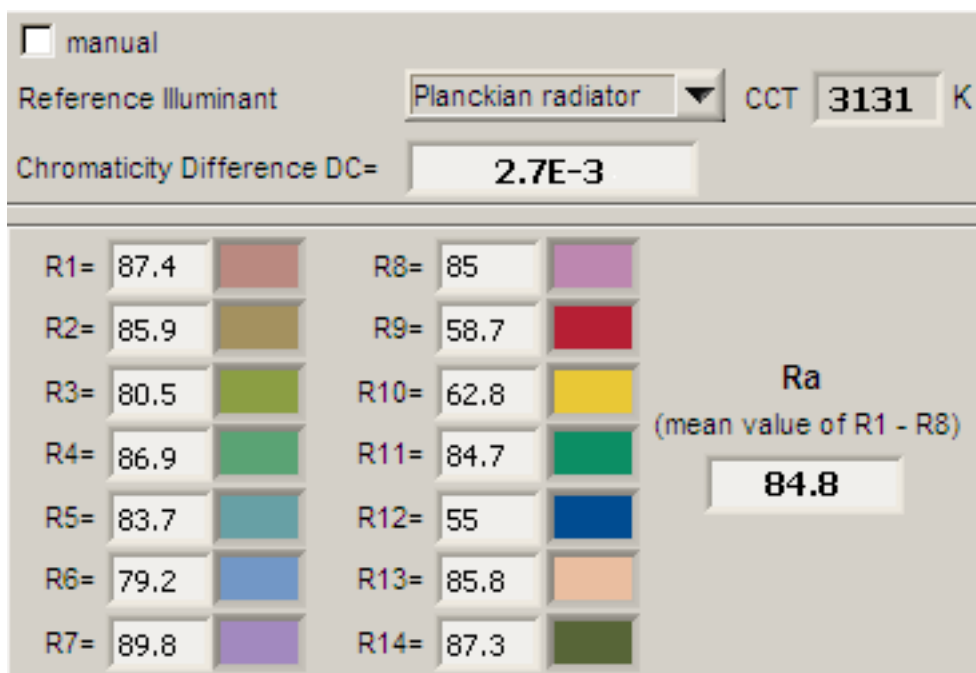 manual
Reference Illuminant Planckian radiator CCT 3131 K
Chromaticity Difference DC= 2.7E-3
R1= 87.4 R8= 85
R2= 85.9 R9= 58.7
R3= 80.5 R10= 62.8
R4= 86.9 R11= 84.7
R5= 83.7 R12= 55
R6= 79.2 R13= 85.8
R7= 89.8 R14= 87.3
Ra
(mean value of R1 - R8)
84.8